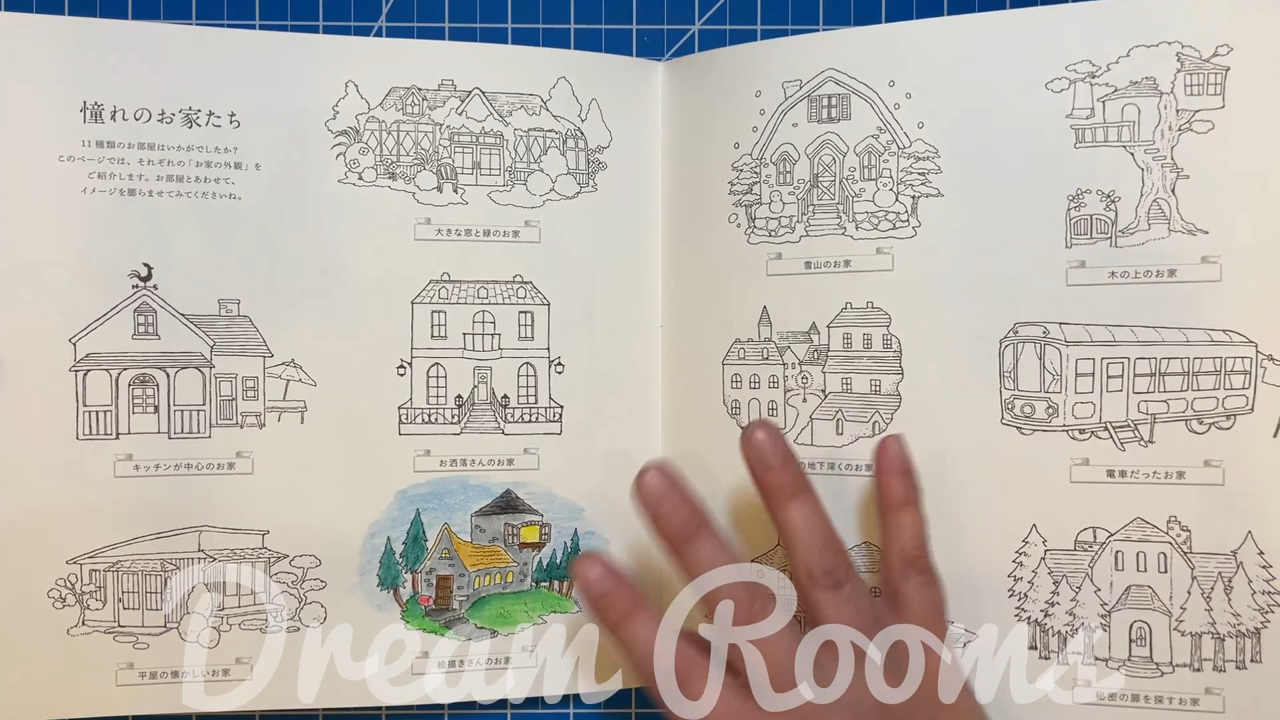 憧れのお家たち
11種類のお部屋はいかがでしたか?
このページでは、それぞれの「お家の外観」を
ご紹介します。お部屋とあわせて、
イメージを膨らませてみてくださいね。
大きな窓と緑のお家
雪山のお家
木の上のお家
キッチンが中心のお家
お洒落さんのお家
の地下深くのお家
電車だったお家
平屋の懐かしいお家
絵描きさんのお家
秘密の扉を探すお家
Dream Rooms